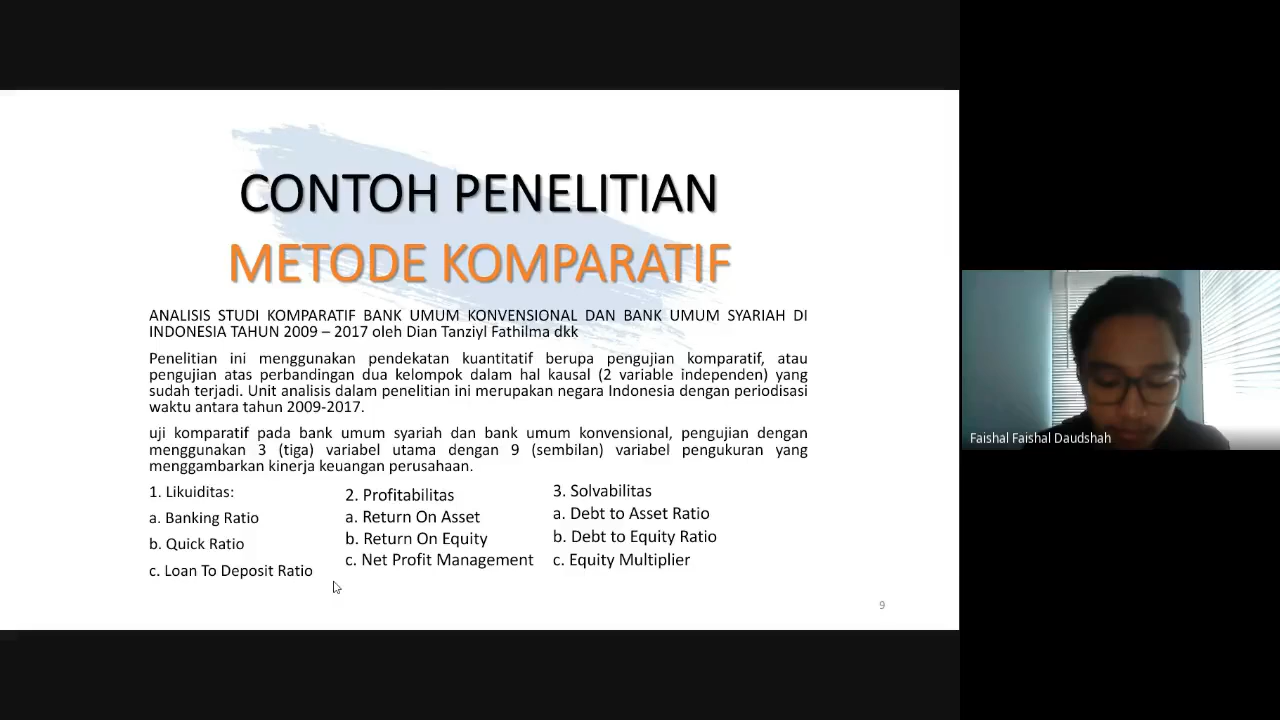 CONTOH PENELITIAN
METODE KOMPARATIF
ANALISIS STUDI KOMPARATIF BANK UMUM KONVENSIONAL DAN BANK UMUM SYARIAH DI
INDONESIA TAHUN 2009 – 2017 oleh Dian Tanziyl Fathilma dkk
Penelitian ini menggunakan pendekatan kuantitatif berupa pengujian komparatif, atau
pengujian atas perbandingan dua kelompok dalam hal kausal (2 variable independen) yang
sudah terjadi. Unit analisis dalam penelitian ini merupakan negara Indonesia dengan periodisasi
waktu antara tahun 2009-2017.
uji komparatif pada bank umum syariah dan bank umum konvensional, pengujian dengan
menggunakan 3 (tiga) variabel utama dengan 9 (sembilan) variabel pengukuran yang
menggambarkan kinerja keuangan perusahaan.
1. Likuiditas:
a. Banking Ratio
b. Quick Ratio
c. Loan To Deposit Ratio
2. Profitabilitas
a. Return On Asset
b. Return On Equity
c. Net Profit Management
3. Solvabilitas
a. Debt to Asset Ratio
b. Debt to Equity Ratio
c. Equity Multiplier
9
Faishal Faishal Daudshah